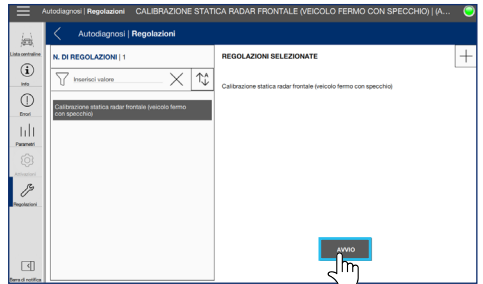 Autodiagnosi | Regolazioni CALIBRAZIONE STATICA RADAR FRONTALE (VEICOLO FERMO CON SPECCHIO) | (A...
Autodiagnosi | Regolazioni
Lista centraline
Info
Errori
Parametri
Attivazioni
Regolazioni
Barra di notifica
N. DI REGOLAZIONI | 1
Inserisci valore
Calibrazione statica radar frontale (veicolo fermo
con specchio)
REGOLAZIONI SELEZIONATE
Calibrazione statica radar frontale (veicolo fermo con specchio)
AVVIO